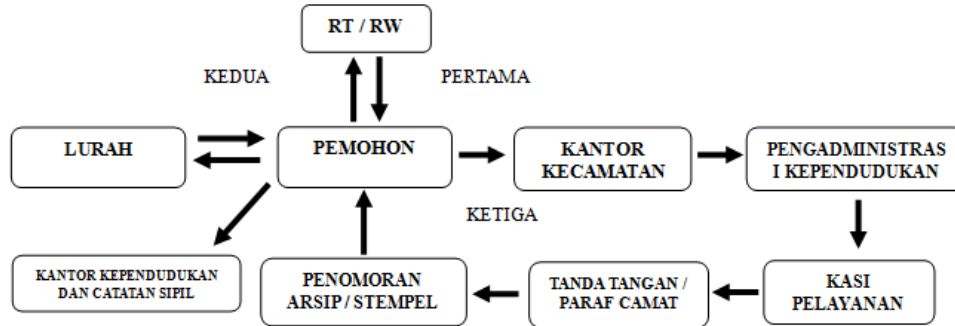 RT / RW
KEDUA
PERTAMA
LURAH
PEMOHON
KANTOR
KECAMATAN
PENGADMINISTRAS
I KEPENDUDUKAN
KETIGA
KANTOR KEPENDUDUKAN
DAN CATATAN SIPIL
PENOMORAN
ARSIP / STEMPEL
TANDA TANGAN /
PARAF CAMAT
KASI
PELAYANAN